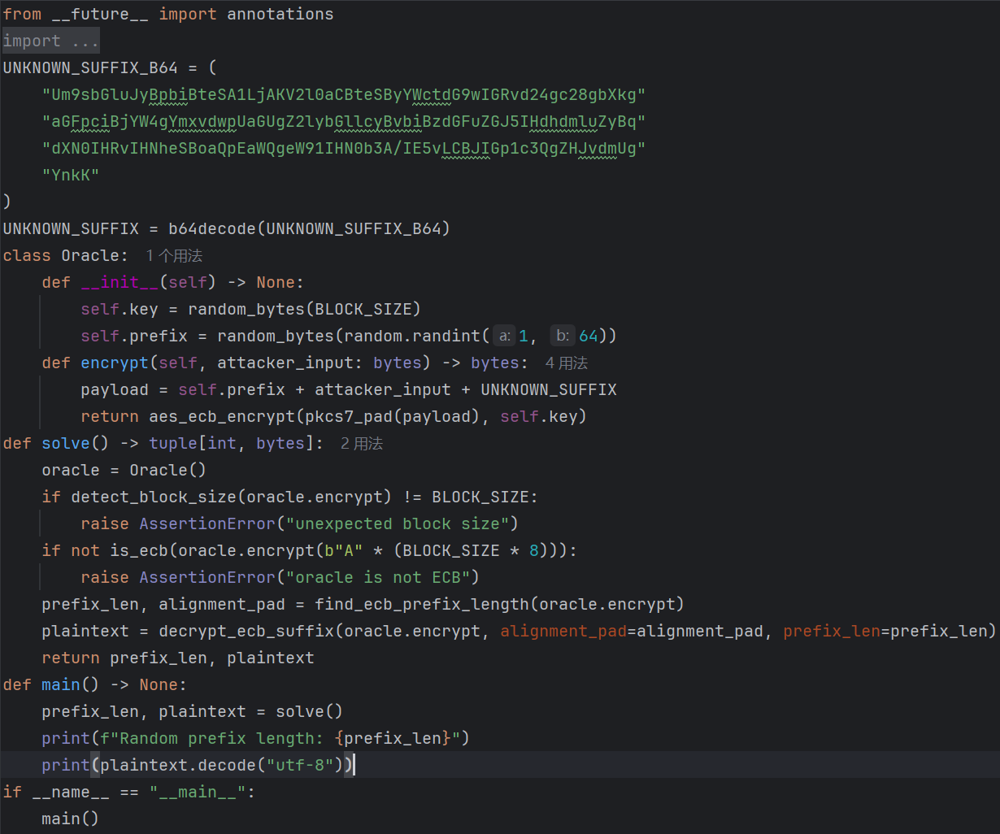 from __future__ import annotations
import ...
UNKNOWN_SUFFIX_B64 = (
    "Um9sbGluJyBpbiBteSA1LjAKV2l0aCBteSByYWctdG9wIGRvd24gc28gbXkg"
    "aGFpciBjYW4gYmxvdwpUaGUgZ2lybGllcyBvbiBzdGFuZGJ5IHdhdmluZyBq"
    "dXN0IHRvIHNheSBoaQpEaWQgeW91IHN0b3A/IE5vLCBJIGp1c3QgZHJvdmUg"
    "YnkK"
)
UNKNOWN_SUFFIX = b64decode(UNKNOWN_SUFFIX_B64)
class Oracle: 1 个用法
    def __init__(self) -> None:
        self.key = random_bytes(BLOCK_SIZE)
        self.prefix = random_bytes(random.randint( a: 1, b: 64))
    def encrypt(self, attacker_input: bytes) -> bytes: 4 用法
        payload = self.prefix + attacker_input + UNKNOWN_SUFFIX
        return aes_ecb_encrypt(pkcs7_pad(payload), self.key)
def solve() -> tuple[int, bytes]: 2 用法
    oracle = Oracle()
    if detect_block_size(oracle.encrypt) != BLOCK_SIZE:
        raise AssertionError("unexpected block size")
    if not is_ecb(oracle.encrypt(b"A" * (BLOCK_SIZE * 8))):
        raise AssertionError("oracle is not ECB")
    prefix_len, alignment_pad = find_ecb_prefix_length(oracle.encrypt)
    plaintext = decrypt_ecb_suffix(oracle.encrypt, alignment_pad=alignment_pad, prefix_len=prefix_len)
    return prefix_len, plaintext
def main() -> None:
    prefix_len, plaintext = solve()
    print(f"Random prefix length: {prefix_len}")
    print(plaintext.decode("utf-8"))
if __name__ == "__main__":
    main()